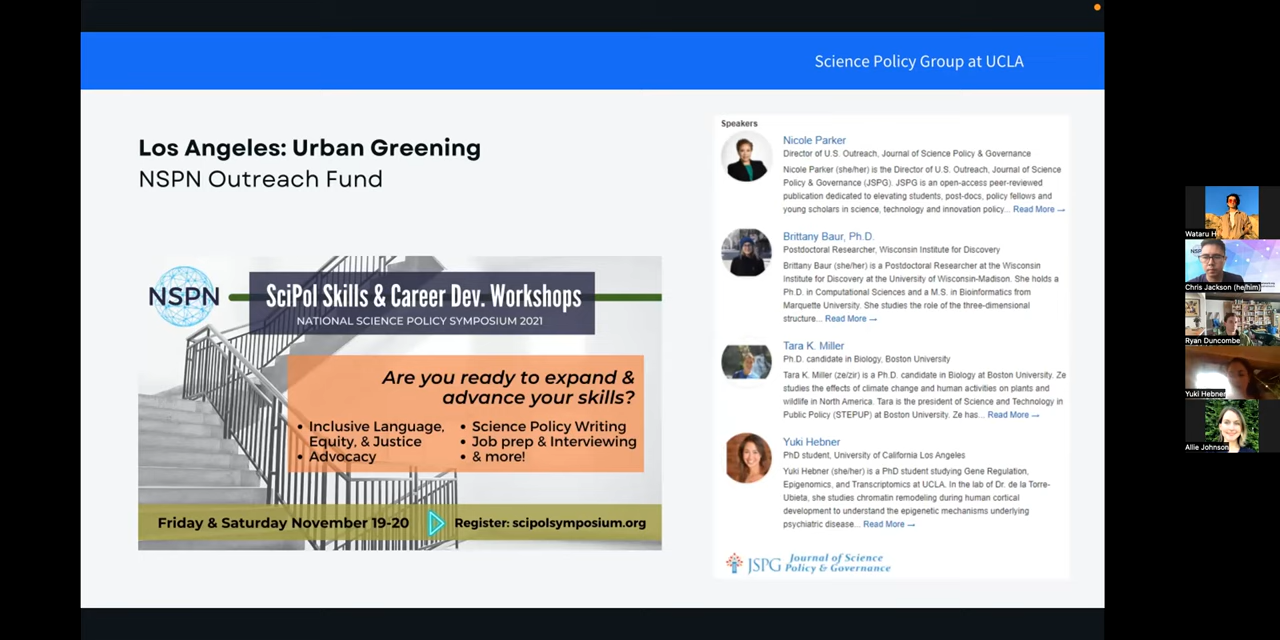 Science Policy Group at UCLA
Los Angeles: Urban Greening
NSPN Outreach Fund
NSPN
SciPol Skills & Career Dev. Workshops
NATIONAL SCIENCE POLICY SYMPOSIUM 2021
Are you ready to expand &
advance your skills?
• Inclusive Language,
Equity, & Justice
• Advocacy
• Science Policy Writing
• Job prep & Interviewing
• & more!
Friday & Saturday November 19-20
Register: scipolsymposium.org
Speakers
Nicole Parker
Director of U.S. Outreach, Journal of Science Policy & Governance
Nicole Parker (she/her) is the Director of U.S. Outreach, Journal of Science
Policy & Governance (JSPG). JSPG is an open-access peer-reviewed
publication dedicated to elevating students, post-docs, policy fellows and
young scholars in science, technology and innovation policy... Read More →
Brittany Baur, Ph.D.
Postdoctoral Researcher, Wisconsin Institute for Discovery
Brittany Baur (she/her) is a Postdoctoral Researcher at the Wisconsin
Institute for Discovery at the University of Wisconsin-Madison. She holds a
Ph.D. in Computational Sciences and a M.S. in Bioinformatics from
Marquette University. She studies the role of the three-dimensional
structure... Read More →
Tara K. Miller
Ph.D. candidate in Biology, Boston University
Tara K. Miller (ze/zir) is a Ph.D. candidate in Biology at Boston University. Ze
studies the effects of climate change and human activities on plants and
wildlife in North America. Tara is the president of Science and Technology in
Public Policy (STEPUP) at Boston University. Ze has... Read More →
Yuki Hebner
PhD student, University of California Los Angeles
Yuki Hebner (she/her) is a PhD student studying Gene Regulation,
Epigenomics, and Transcriptomics at UCLA. In the lab of Dr. de la Torre-
Ubieta, she studies chromatin remodeling during human cortical
development to understand the epigenetic mechanisms underlying
psychiatric disease... Read More →
JSPG Journal of Science
Policy & Governance
Wataru H
Chris Jackson (he/him)
Ryan Duncombe
Yuki Hebner
Allie Johnson